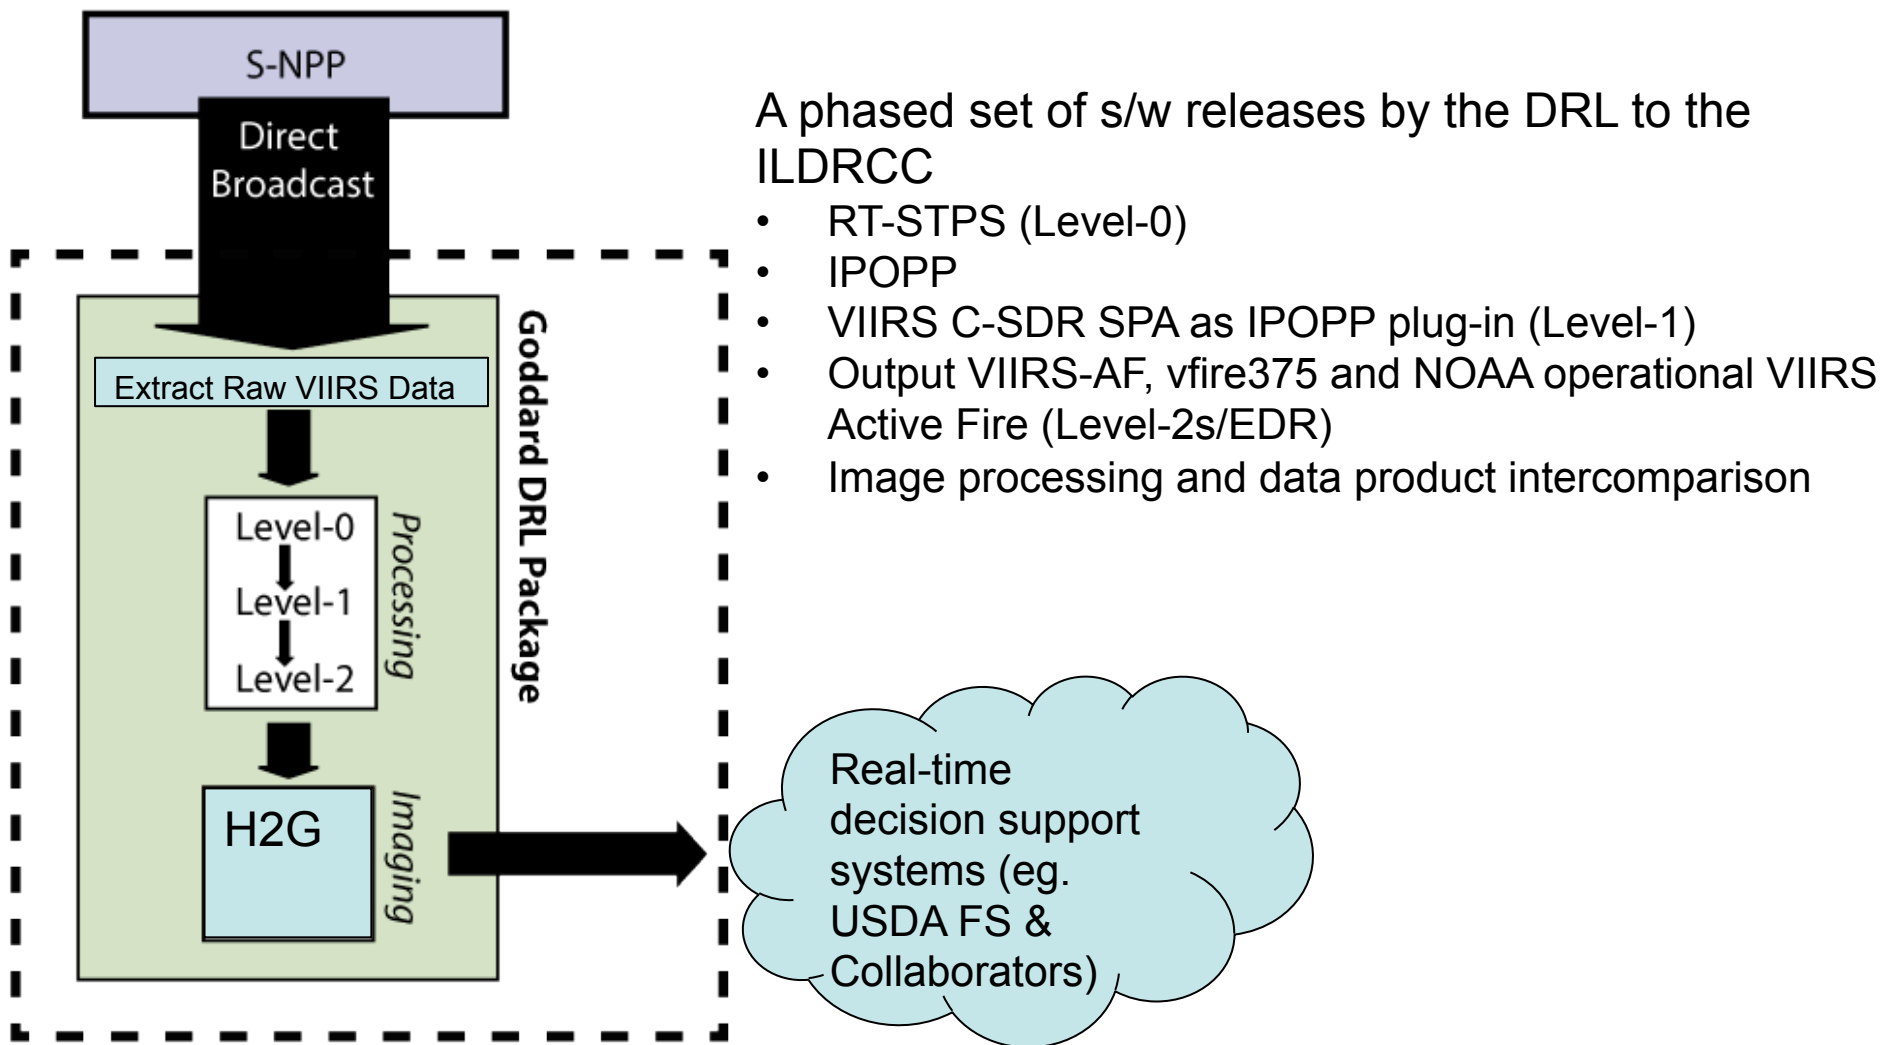 S-NPP
Direct
Broadcast
Extract Raw VIIRS Data
Level-0
Level-1
Level-2
Processing
H2G
Imaging
Goddard DRL Package
A phased set of s/w releases by the DRL to the
ILDRCC
• RT-STPS (Level-0)
• IPOPP
• VIIRS C-SDR SPA as IPOPP plug-in (Level-1)
• Output VIIRS-AF, vfire375 and NOAA operational VIIRS
Active Fire (Level-2s/EDR)
• Image processing and data product intercomparison
Real-time
decision support
systems (eg.
USDA FS &
Collaborators)